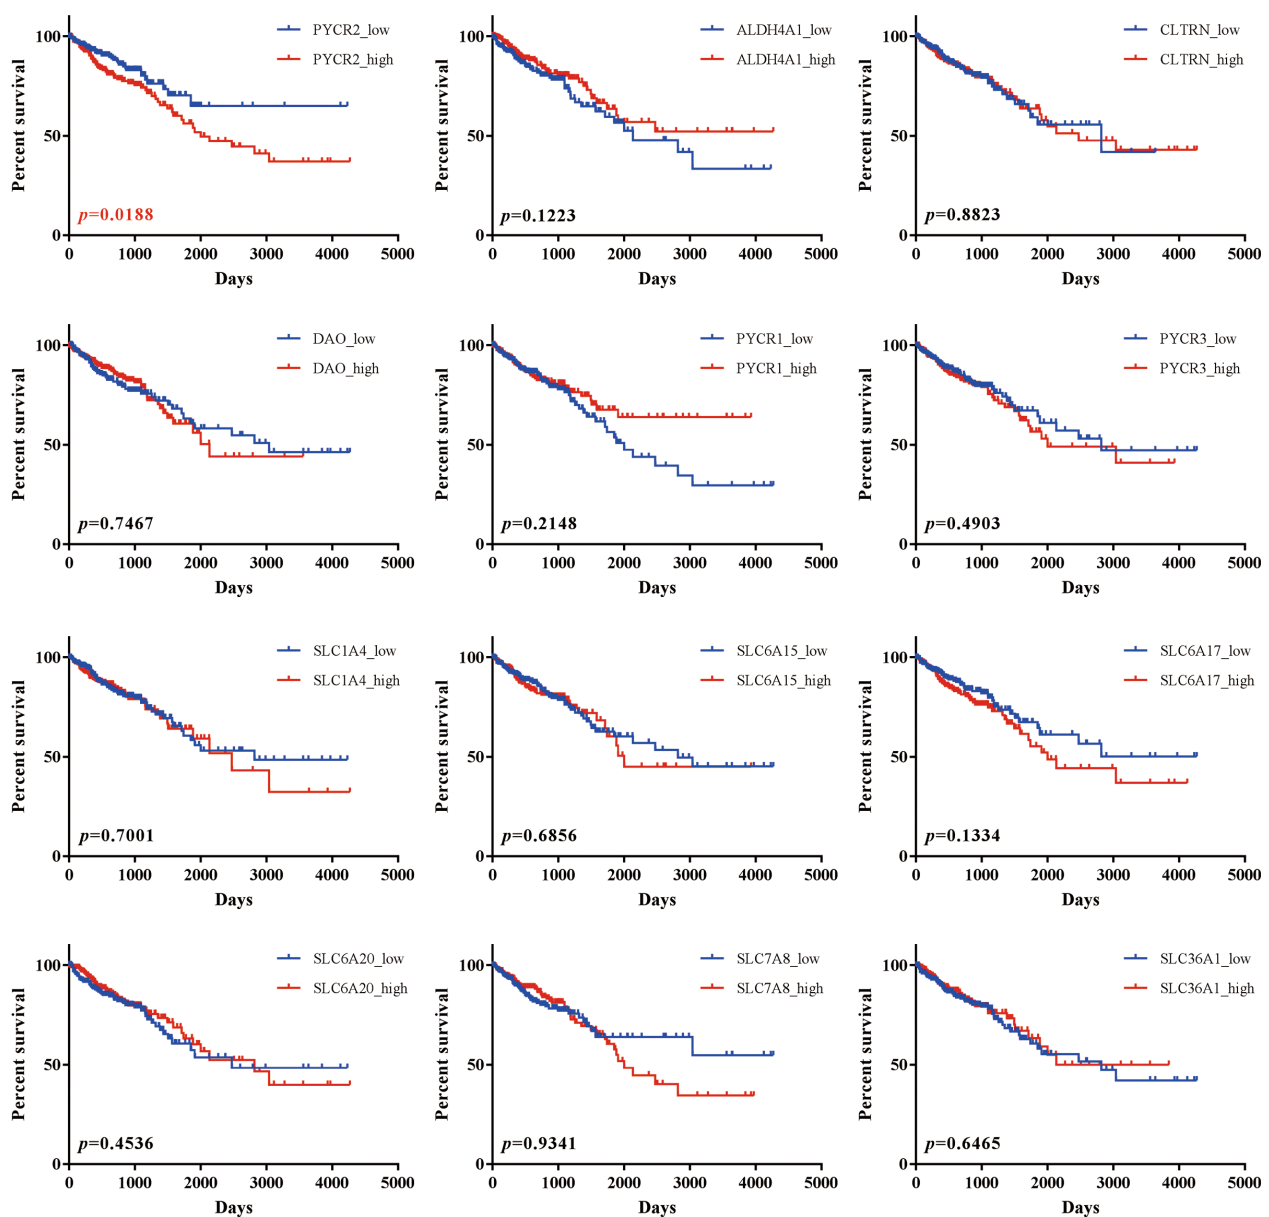 PYCR2_low
PYCR2_high
100
50
0
Percent survival
p=0.0188
0 1000 2000 3000 4000 5000
Days
ALDH4A1_low
ALDH4A1_high
100
50
0
Percent survival
p=0.1223
0 1000 2000 3000 4000 5000
Days
CLTRN_low
CLTRN_high
100
50
0
Percent survival
p=0.8823
0 1000 2000 3000 4000 5000
Days
DAO_low
DAO_high
100
50
0
Percent survival
p=0.7467
0 1000 2000 3000 4000 5000
Days
PYCR1_low
PYCR1_high
100
50
0
Percent survival
p=0.2148
0 1000 2000 3000 4000 5000
Days
PYCR3_low
PYCR3_high
100
50
0
Percent survival
p=0.4903
0 1000 2000 3000 4000 5000
Days
SLC1A4_low
SLC1A4_high
100
50
0
Percent survival
p=0.7001
0 1000 2000 3000 4000 5000
Days
SLC6A15_low
SLC6A15_high
100
50
0
Percent survival
p=0.6856
0 1000 2000 3000 4000 5000
Days
SLC6A17_low
SLC6A17_high
100
50
0
Percent survival
p=0.1334
0 1000 2000 3000 4000 5000
Days
SLC6A20_low
SLC6A20_high
100
50
0
Percent survival
p=0.4536
0 1000 2000 3000 4000 5000
Days
SLC7A8_low
SLC7A8_high
100
50
0
Percent survival
p=0.9341
0 1000 2000 3000 4000 5000
Days
SLC36A1_low
SLC36A1_high
100
50
0
Percent survival
p=0.6465
0 1000 2000 3000 4000 5000
Days